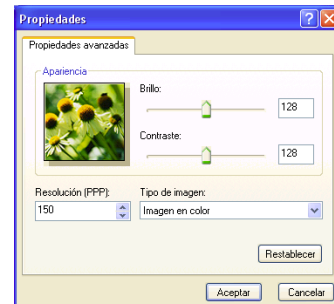 Propiedades
Propiedades avanzadas
Apariencia
Brillo:
128
Contraste:
128
Resolución (PPP):
Tipo de imagen:
150
Imagen en color
Restablecer
Aceptar
Cancelar